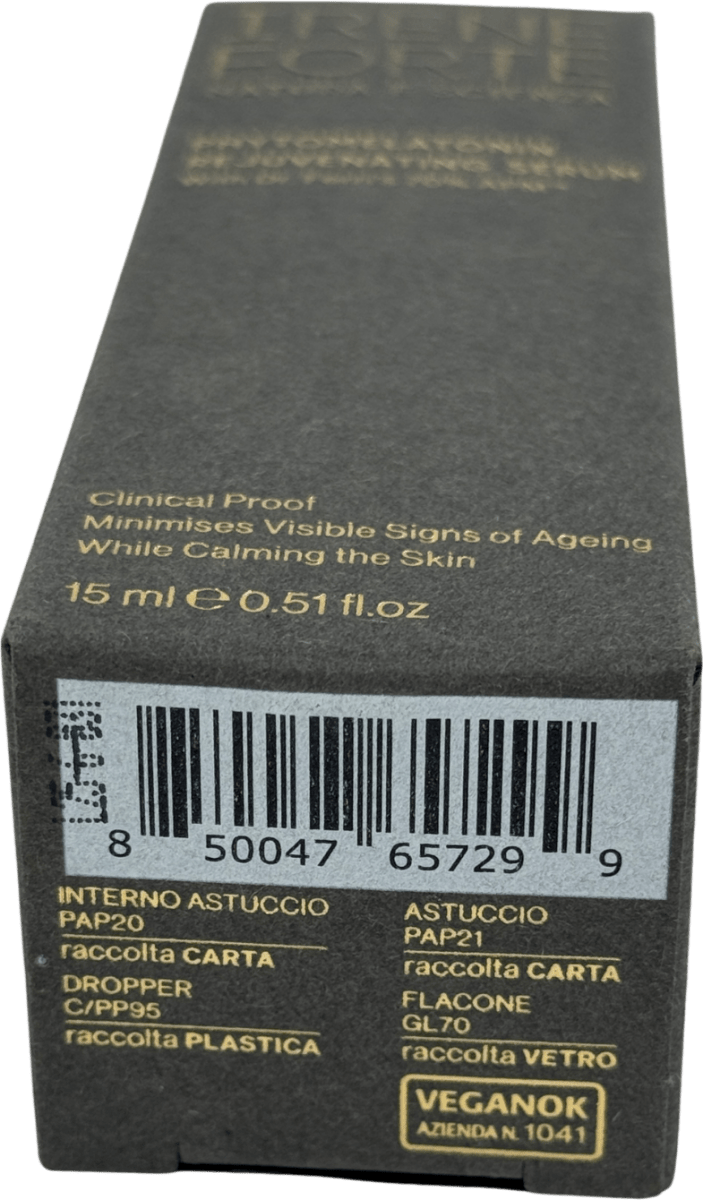 IRENE
FORTE
PHYTOMELATONIN
REJUVENATING SERUM
Clinical Proof
Minimises Visible Signs of Ageing
While Calming the Skin
15 ml ℮ 0.51 fl.oz
8 50047 65729 9
INTERNO ASTUCCIO
PAP20
raccolta CARTA
DROPPER
C/PP95
raccolta PLASTICA
ASTUCCIO
PAP21
raccolta CARTA
FLACONE
GL70
raccolta VETRO
VEGANOK
AZIENDA N. 1041